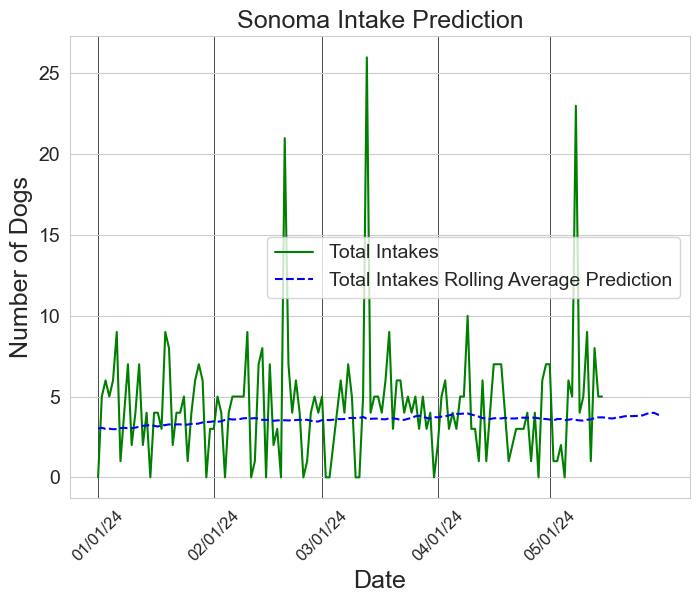 Sonoma Intake Prediction
Number of Dogs
25
20
15
10
5
0
Total Intakes
Total Intakes Rolling Average Prediction
01/01/24
02/01/24
03/01/24
04/01/24
05/01/24
Date